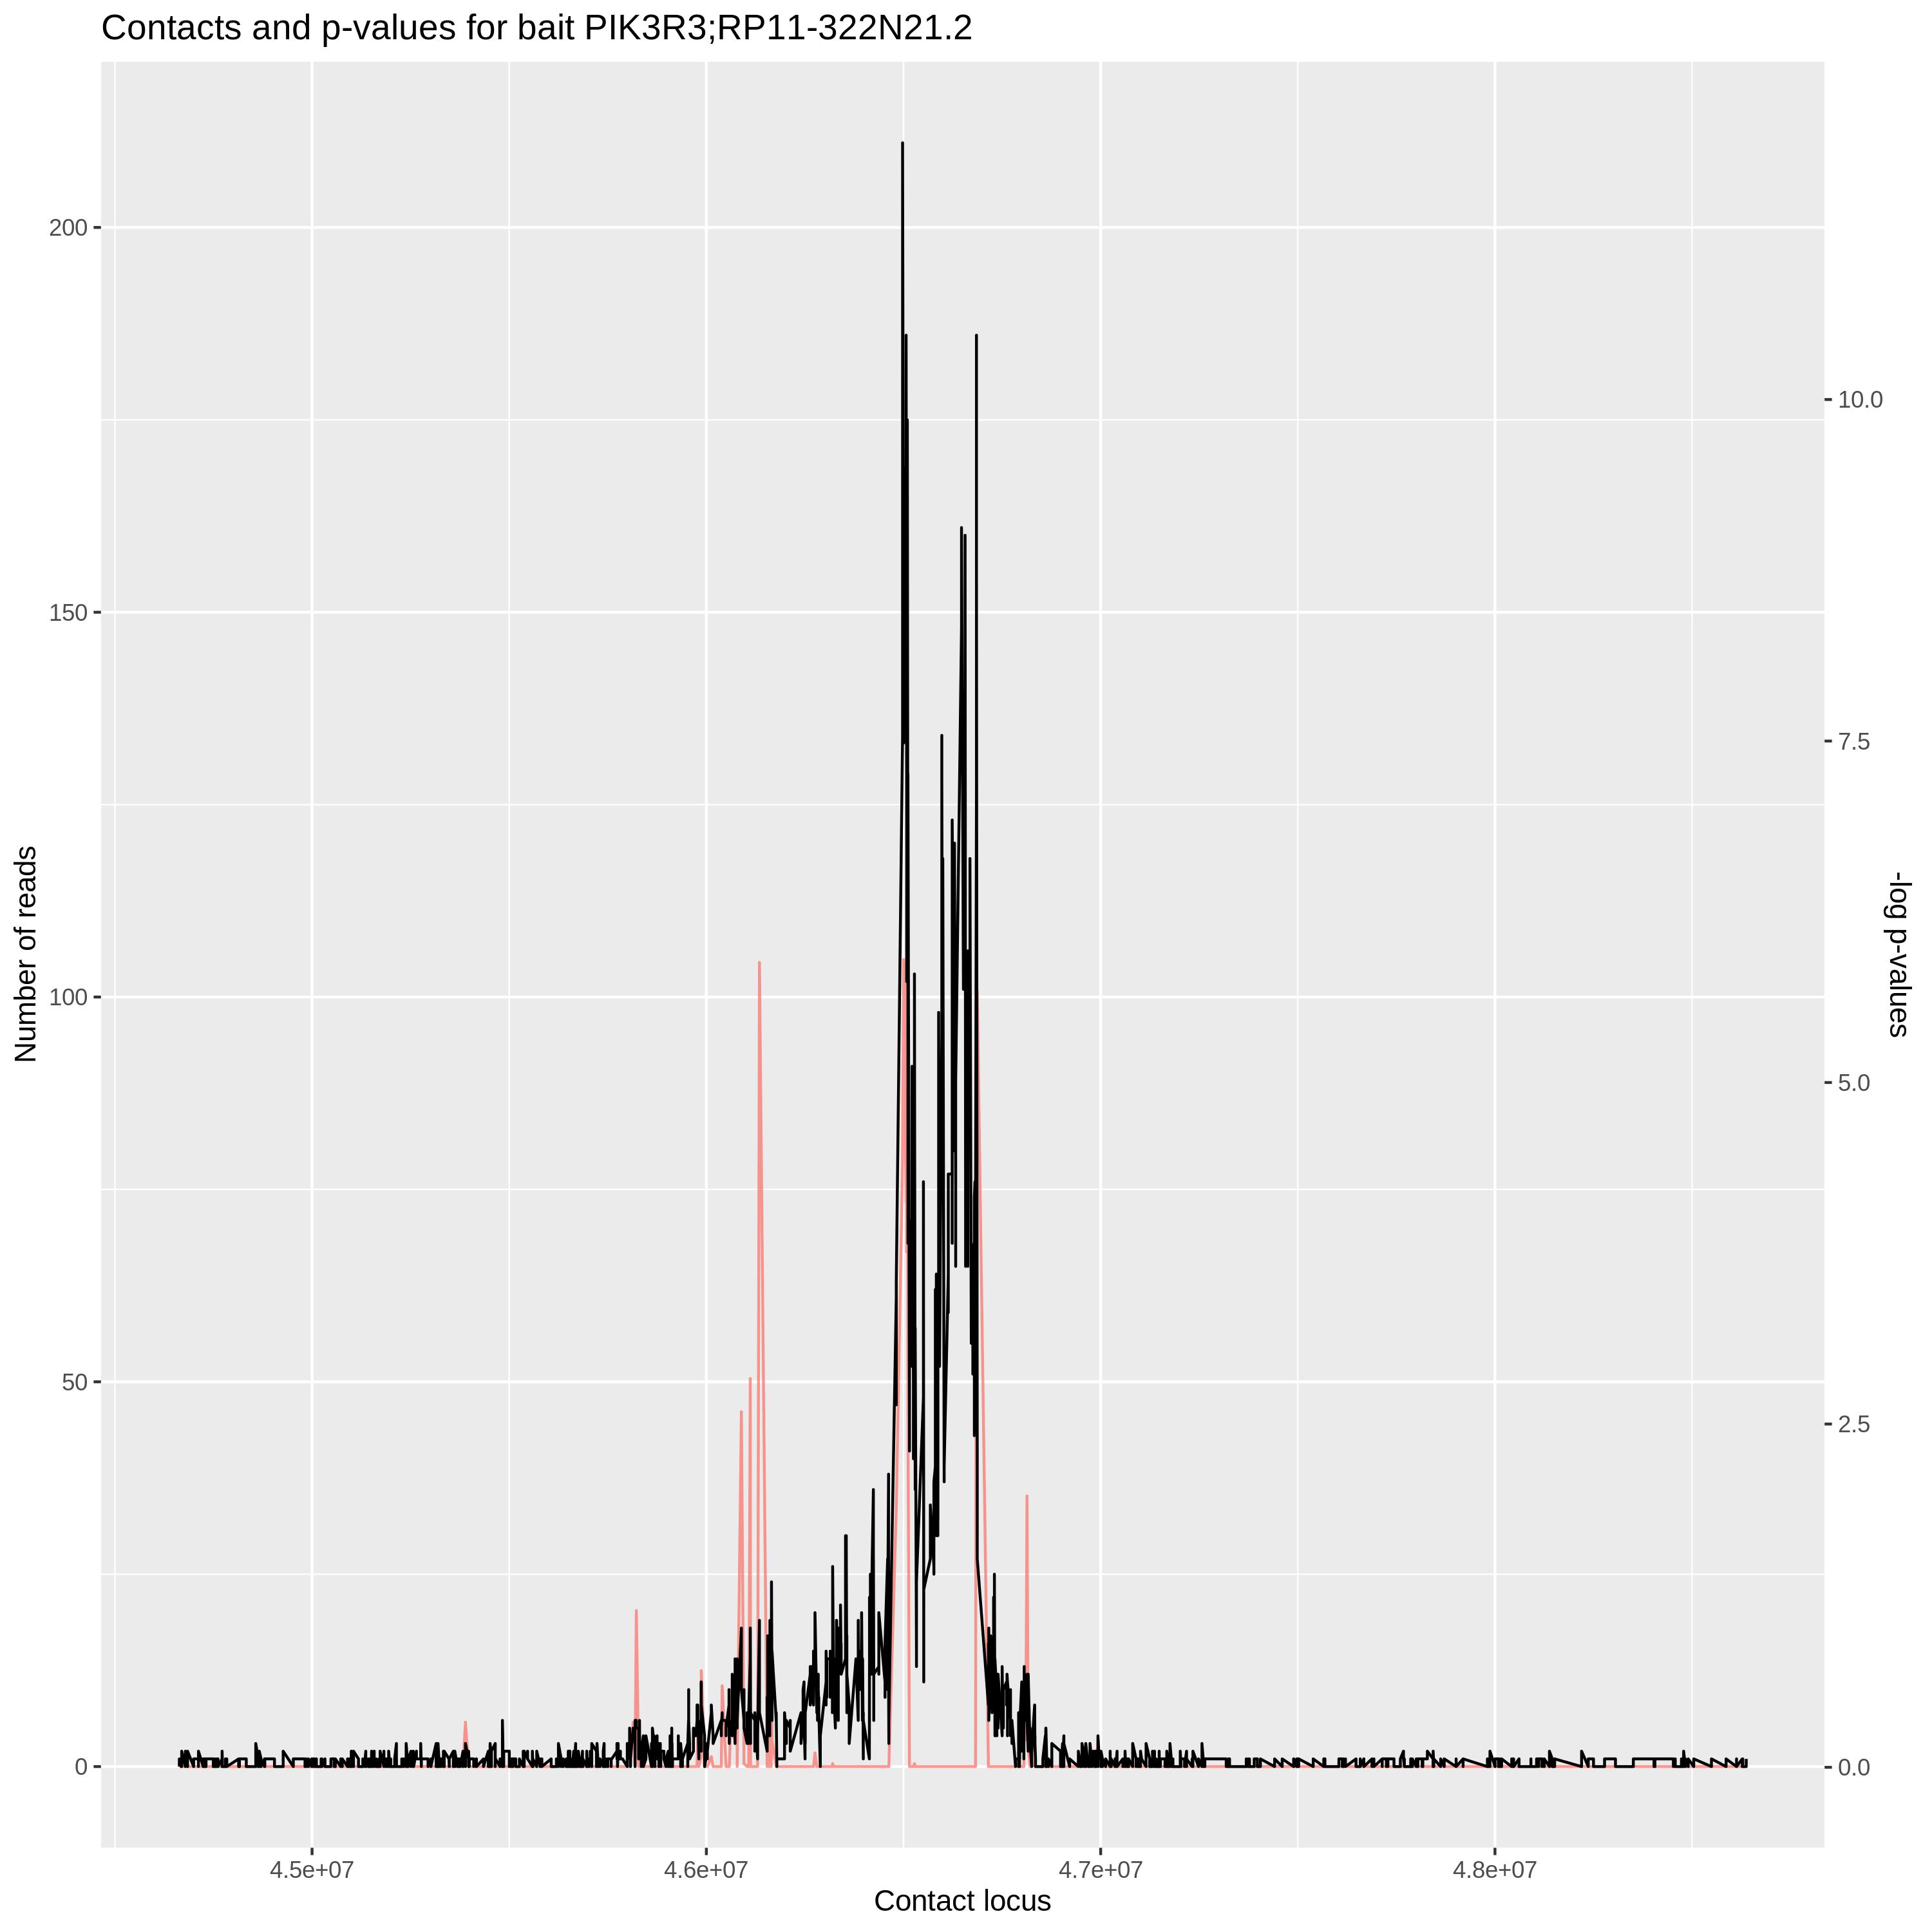 Contacts and p-values for bait PIK3R3;RP11-322N21.2
Number of reads
200
150
100
50
0
10.0
7.5
5.0
2.5
0.0
-log p-values
4.5e+07
4.6e+07
4.7e+07
4.8e+07
Contact locus